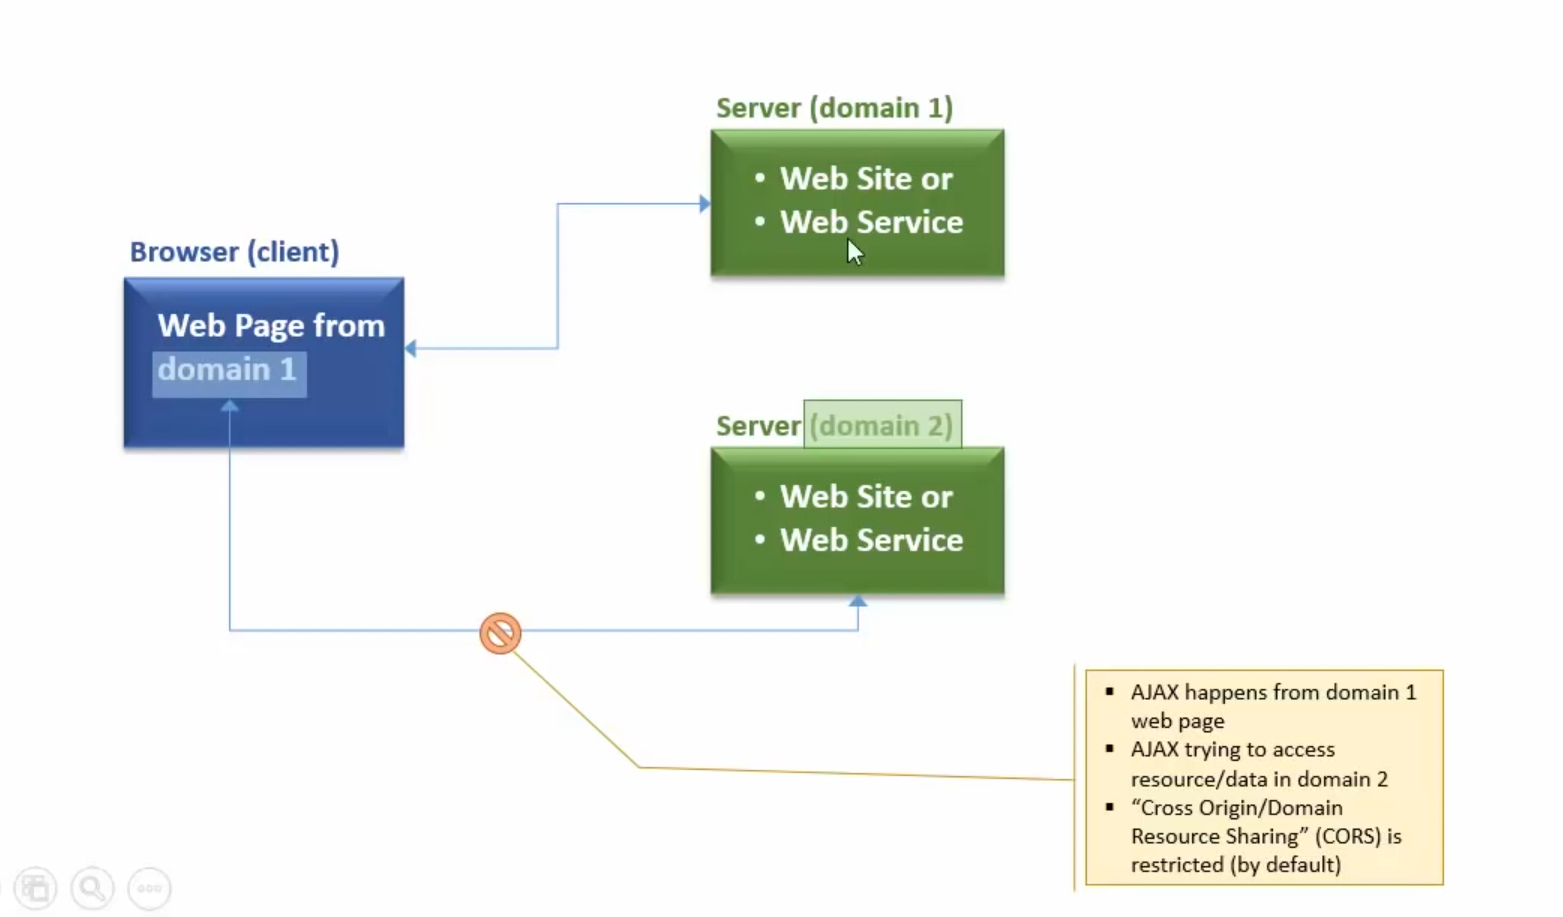 Server (domain 1)
• Web Site or
• Web Service
Browser (client)
Web Page from
domain 1
Server (domain 2)
• Web Site or
• Web Service
▪ AJAX happens from domain 1
web page
▪ AJAX trying to access
resource/data in domain 2
▪ “Cross Origin/Domain
Resource Sharing” (CORS) is
restricted (by default)